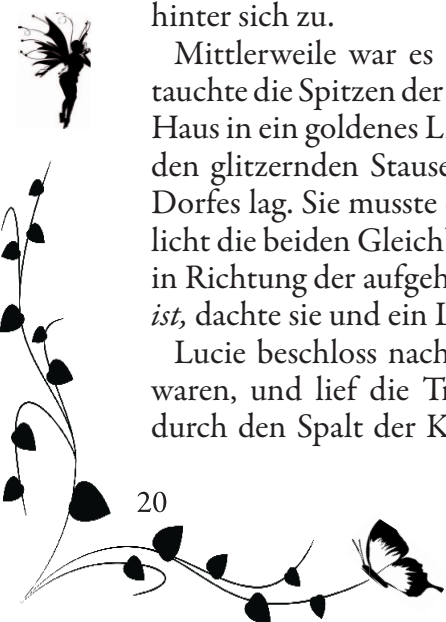 hinter sich zu.
Mittlerweile war es
tauchte die Spitzen der
Haus in ein goldenes L
den glitzernden Stause
Dorfes lag. Sie musste
licht die beiden Gleich
in Richtung der aufgeh
ist, dachte sie und ein L
Lucie beschloss nach
waren, und lief die Tr
durch den Spalt der K
20